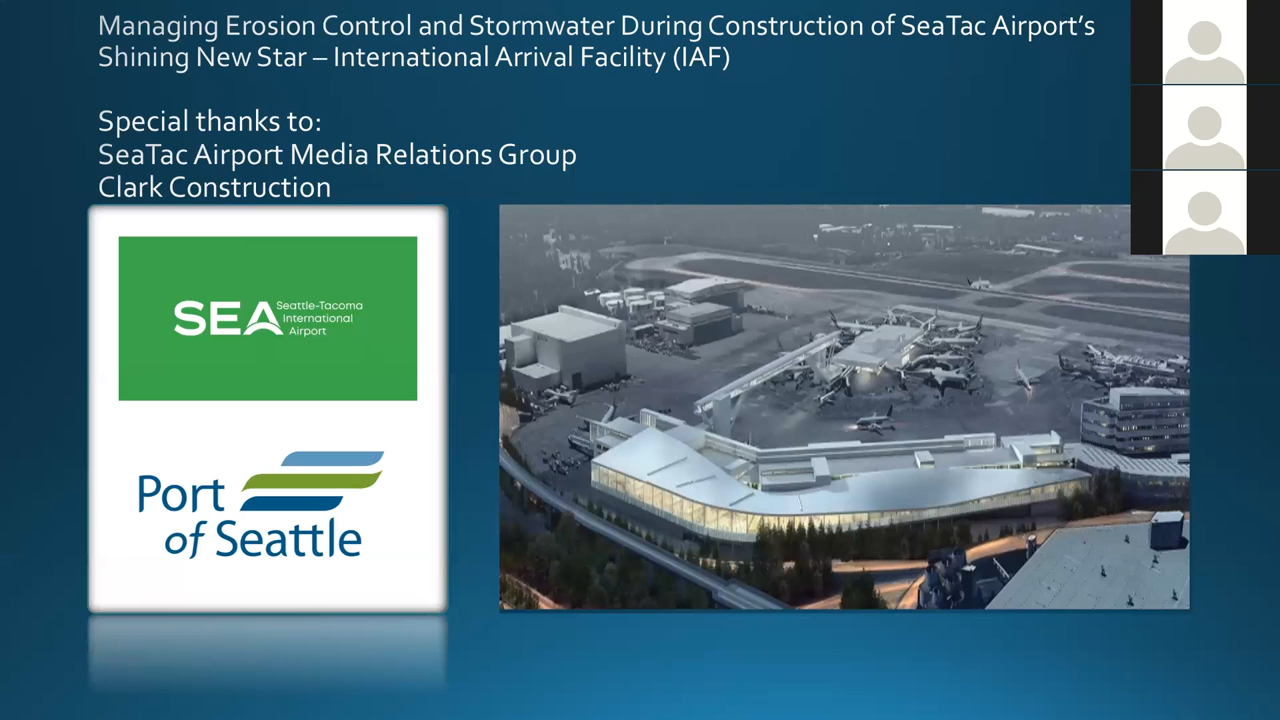 Managing Erosion Control and Stormwater During Construction of SeaTac Airport's
Shining New Star – International Arrival Facility (IAF)
Special thanks to:
SeaTac Airport Media Relations Group
Clark Construction
SEA Seattle-Tacoma
International
Airport
Port
of Seattle